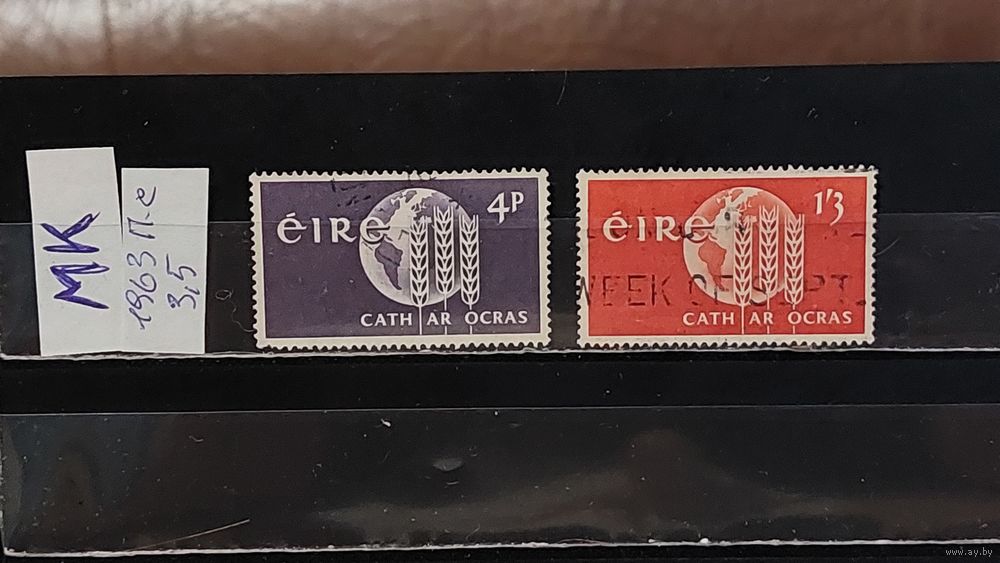 MK
1963 П-е
3,5
éIRe
4P
CATH AR OCRAS
éIRe
1'3
WEEK OF SEPT.
CATH AR OCRAS
www.ay.by